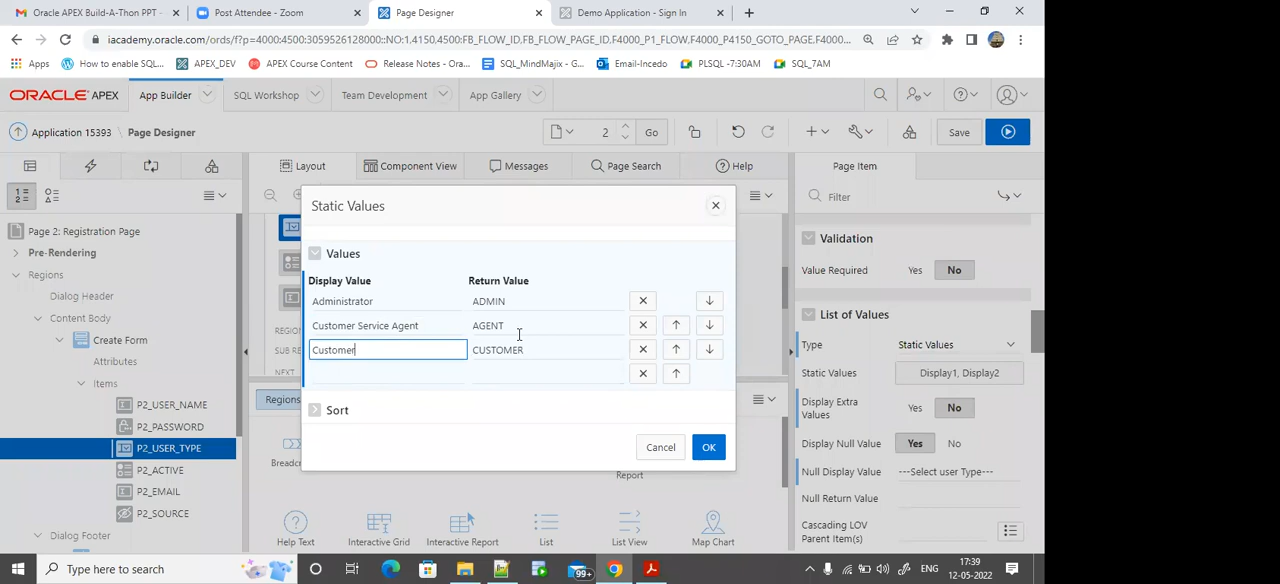 Oracle APEX Build-A-Thon PPT -
Post Attendee - Zoom
Page Designer
Demo Application - Sign In
iacademy.oracle.com/ords/f?p=4000:4500:3059526128000::NO:1,4150,4500:FB_FLOW_ID,FB_FLOW_PAGE_ID,F4000_P1_FLOW,F4000_P4150_GOTO_PAGE,F4000...
Apps
How to enable SQL...
APEX_DEV
APEX Course Content
Release Notes - Ora...
SQL_MindMajix - G...
Email-Incedo
PLSQL -7:30AM
SQL_7AM
ORACLE APEX
App Builder
SQL Workshop
Team Development
App Gallery
Application 15393 \ Page Designer
2
Go
Save
Layout
Component View
Messages
Page Search
Help
Page Item
Filter
Page 2: Registration Page
Pre-Rendering
Regions
Dialog Header
Content Body
Create Form
Attributes
Items
P2_USER_NAME
P2_PASSWORD
P2_USER_TYPE
P2_ACTIVE
P2_EMAIL
P2_SOURCE
Dialog Footer
REGION
SUB RE
NEXT
Regions
Breadc
Report
Help Text
Interactive Grid
Interactive Report
List
List View
Map Chart
Static Values
Values
Display Value Return Value
Administrator ADMIN
Customer Service Agent AGENT
Customer CUSTOMER
Sort
Cancel
OK
Validation
Value Required Yes No
List of Values
Type Static Values
Static Values Display1, Display2
Display Extra
Values Yes No
Display Null Value Yes No
Null Display Value ---Select user Type---
Null Return Value
Cascading LOV
Parent Item(s)
Type here to search
99+
ENG
17:39
12-05-2022